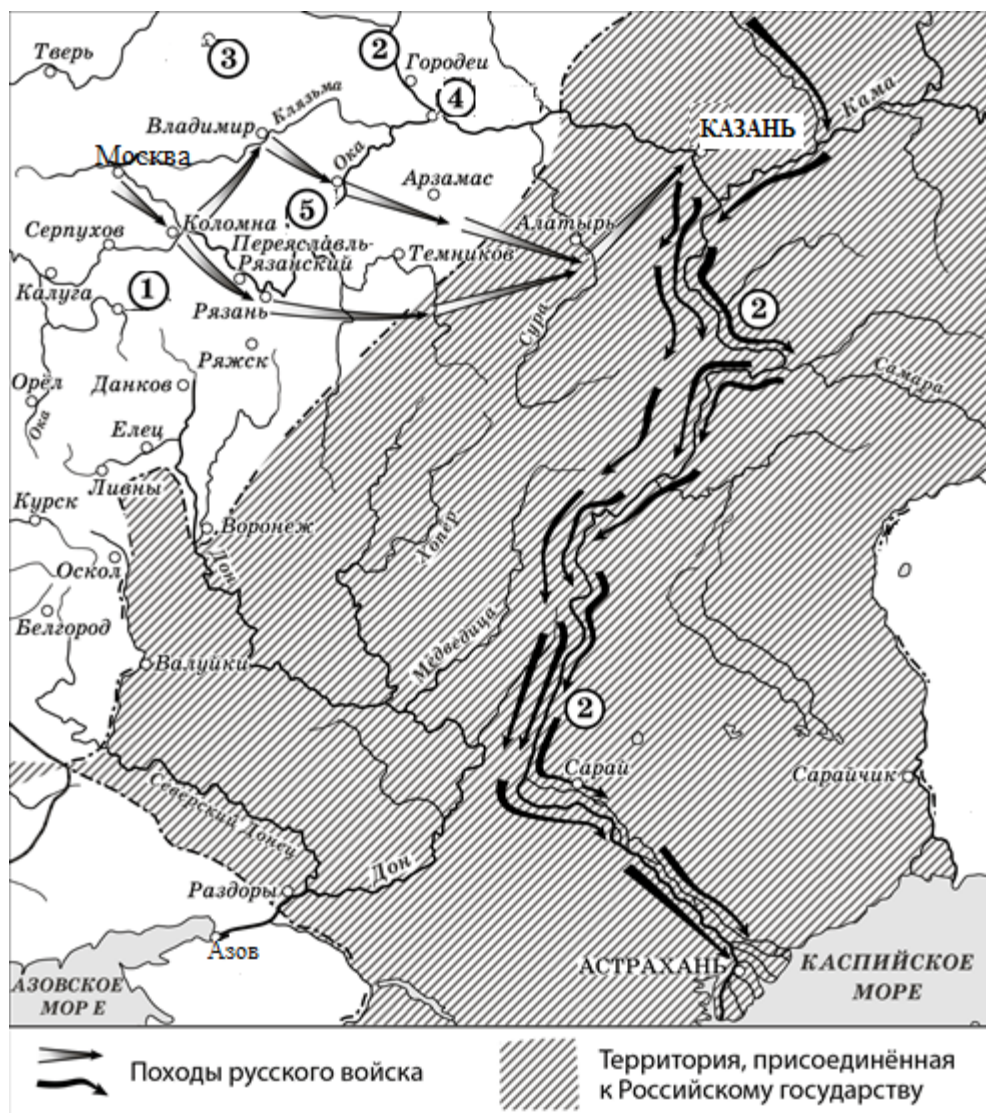 Тверь
3
2
Городец
4
Кама
Клязьма
Владимир
КАЗАНЬ
Москва
Ока
Арзамас
5
Коломна
Серпухов
Переяславль-
Рязанский
Алатырь
Темников
Калуга
1
Рязань
Сура
2
Ряжск
Орёл
Данков
Самара
Ока
Елец
Ливны
Курск
Воронеж
Хопёр
Оскол
Дон
Белгород
Медведица
Валуйки
2
Сарай
Сарайчик
Северский Донец
Дон
Раздоры
Азов
АСТРАХАНЬ
КАСПИЙСКОЕ
МОРЕ
АЗОВСКОЕ
МОРЕ
Походы русского войска
Территория, присоединённая
к Российскому государству